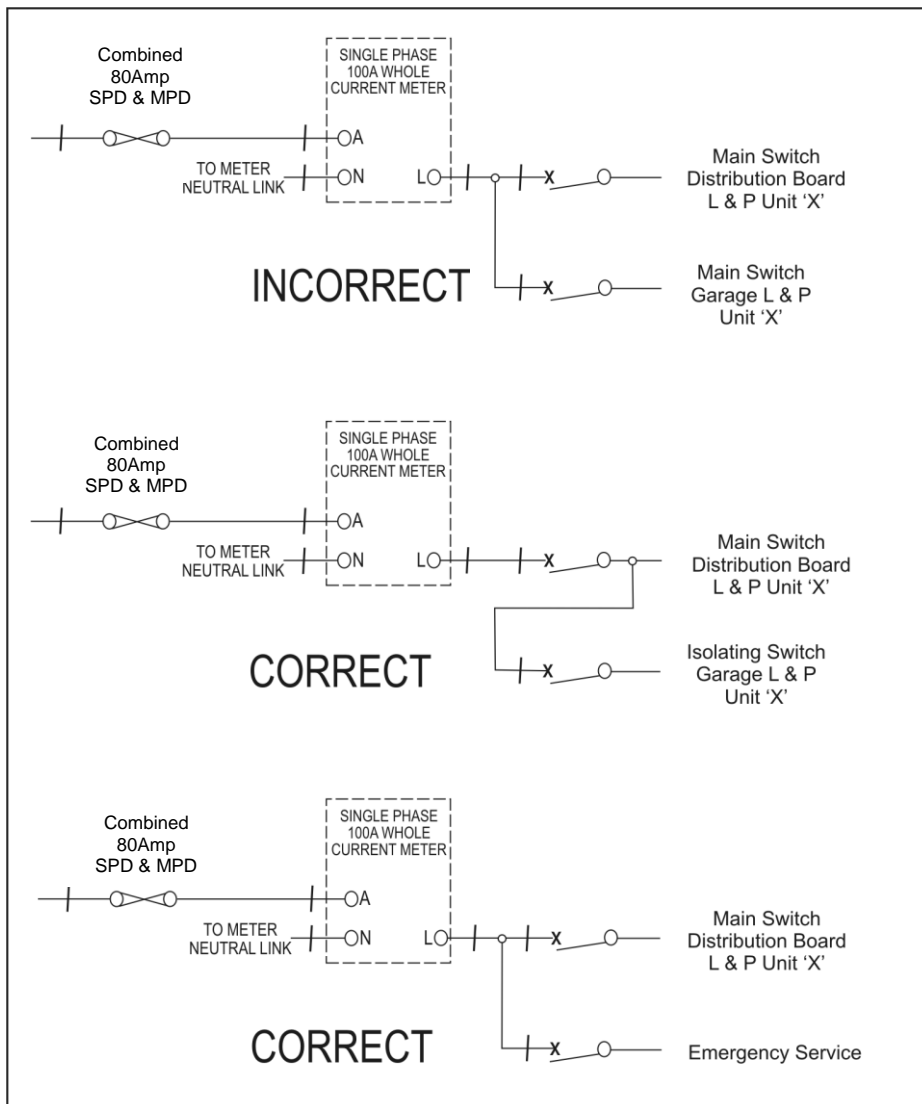 Combined
80Amp
SPD & MPD
SINGLE PHASE
100A WHOLE
CURRENT METER
A
TO METER
NEUTRAL LINK
N
L
Main Switch
Distribution Board
L & P Unit ‘X’
X
INCORRECT
X
Main Switch
Garage L & P
Unit ‘X’
Combined
80Amp
SPD & MPD
SINGLE PHASE
100A WHOLE
CURRENT METER
A
TO METER
NEUTRAL LINK
N
L
X
Main Switch
Distribution Board
L & P Unit ‘X’
CORRECT
X
Isolating Switch
Garage L & P
Unit ‘X’
Combined
80Amp
SPD & MPD
SINGLE PHASE
100A WHOLE
CURRENT METER
A
TO METER
NEUTRAL LINK
N
L
X
Main Switch
Distribution Board
L & P Unit ‘X’
CORRECT
X
Emergency Service